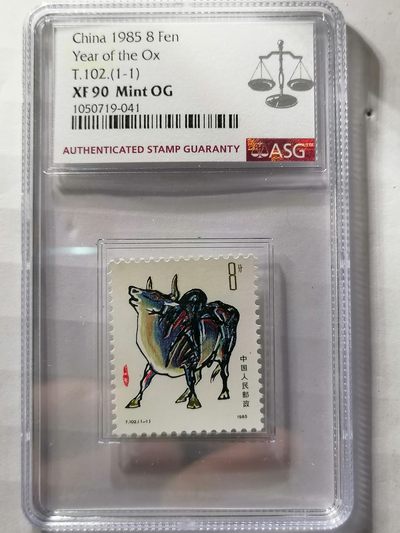 China 1985 8 Fen
Year of the Ox
T.102.(1-1)
XF 90 Mint OG
1050719-041
AUTHENTICATED STAMP GUARANTY
ASG
8分
中国人民邮政
T.102.(1-1)
1985